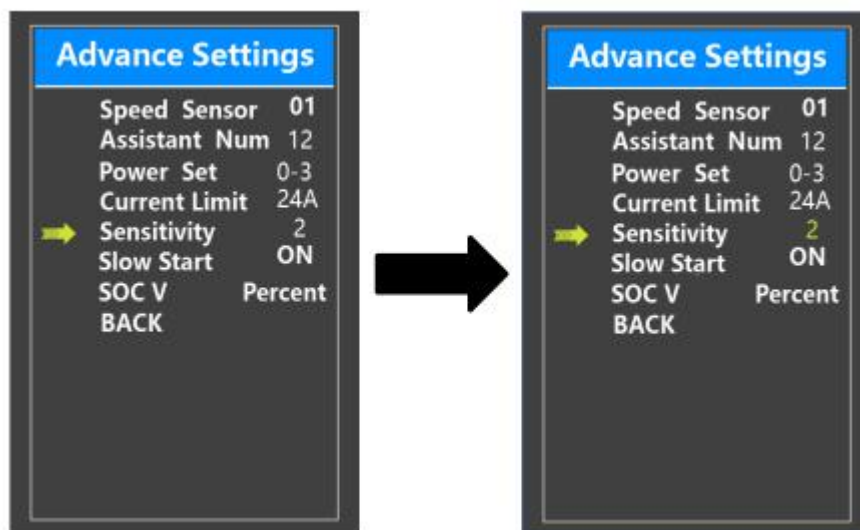 Advance Settings
Speed Sensor 01
Assistant Num 12
Power Set 0-3
Current Limit 24A
Sensitivity 2
Slow Start ON
SOC V Percent
BACK
Advance Settings
Speed Sensor 01
Assistant Num 12
Power Set 0-3
Current Limit 24A
Sensitivity 2
Slow Start ON
SOC V Percent
BACK